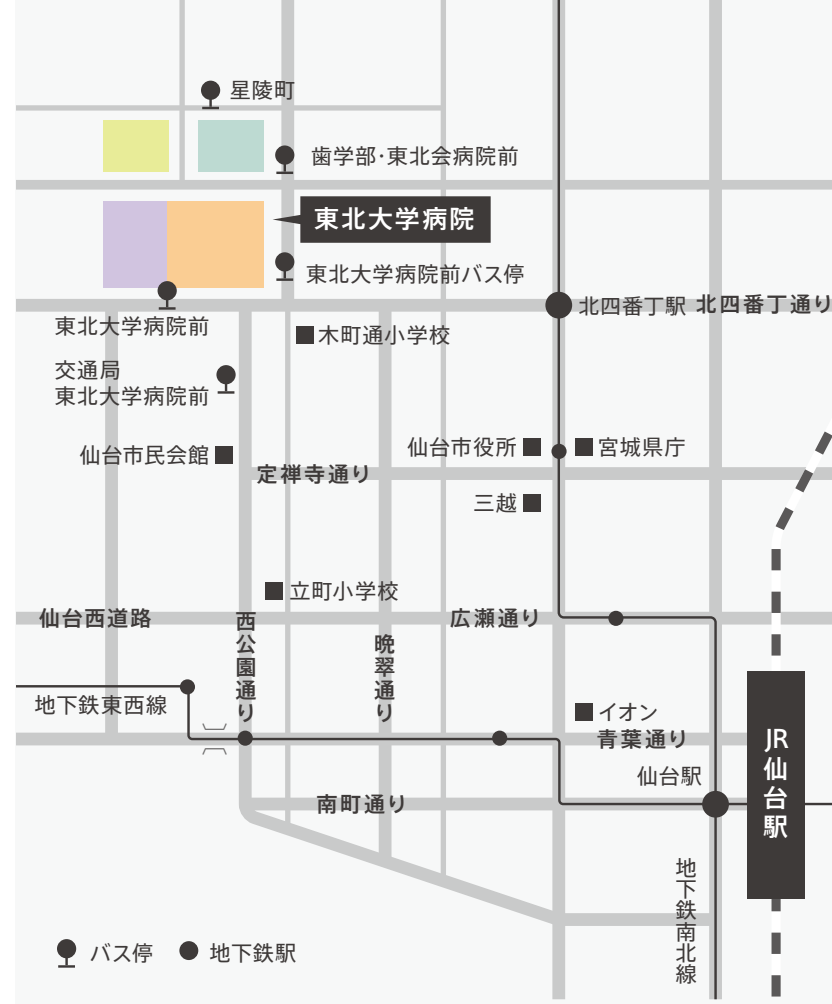 星陵町
歯学部・東北会病院前
東北大学病院
東北大学病院前バス停
北四番丁駅
北四番丁通り
東北大学病院前
木町通小学校
交通局
東北大学病院前
仙台市民会館
仙台市役所
宮城県庁
定禅寺通り
三越
立町小学校
仙台西道路
西公園通り
晩翠通り
広瀬通り
地下鉄東西線
イオン
青葉通り
仙台駅
JR仙台駅
南町通り
地下鉄南北線
バス停
地下鉄駅